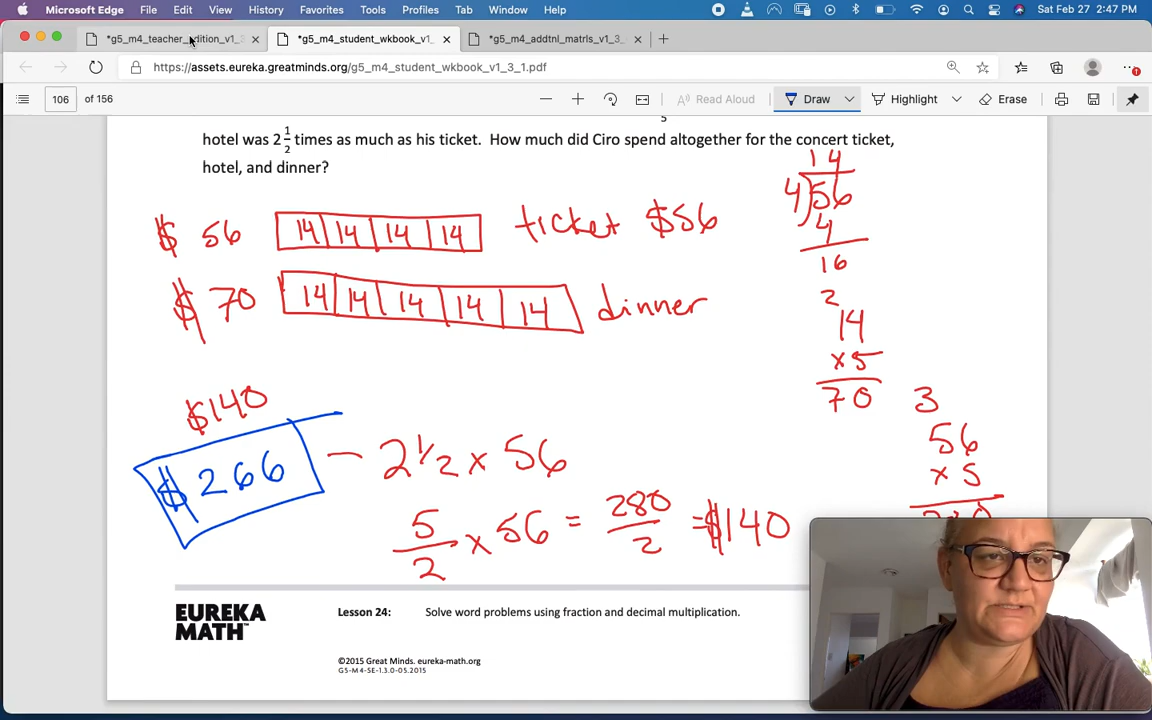 Microsoft Edge File Edit View History Favorites Tools Profiles Tab Window Help Sat Feb 27 2:47 PM
*g5_m4_teacher_edition_v1_ *g5_m4_student_wkbook_v1_ *g5_m4_addtnl_matrls_v1_3_
https://assets.eureka.greatminds.org/g5_m4_student_wkbook_v1_3_1.pdf
106 of 156 Read Aloud Draw Highlight Erase
5
hotel was 2 1/2 times as much as his ticket. How much did Ciro spend altogether for the concert ticket,
hotel, and dinner?
14
4 56
4
16
$ 56 14 14 14 14 ticket $56
$ 70 14 14 14 14 14 dinner
2
14
x5
70
3
56
x 5
$140
$266 — 2 1/2 x 56
5/2 x 56 = 280/2 = $140
EUREKA
MATH™
Lesson 24: Solve word problems using fraction and decimal multiplication.
©2015 Great Minds. eureka-math.org
G5-M4-SE-1.3.0-05.2015